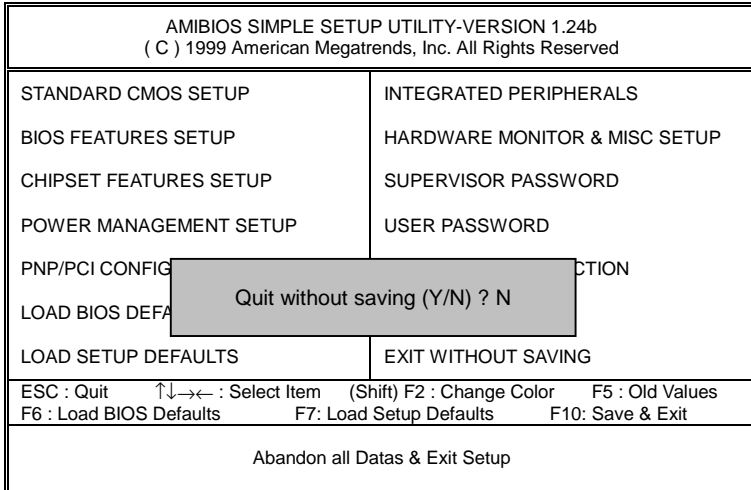 AMIBIOS SIMPLE SETUP UTILITY-VERSION 1.24b
( C ) 1999 American Megatrends, Inc. All Rights Reserved
STANDARD CMOS SETUP
INTEGRATED PERIPHERALS
BIOS FEATURES SETUP
HARDWARE MONITOR & MISC SETUP
CHIPSET FEATURES SETUP
SUPERVISOR PASSWORD
POWER MANAGEMENT SETUP
USER PASSWORD
PNP/PCI CONFIG
CTION
Quit without saving (Y/N) ? N
LOAD BIOS DEFA
LOAD SETUP DEFAULTS
EXIT WITHOUT SAVING
ESC : Quit ↑↓→← : Select Item (Shift) F2 : Change Color F5 : Old Values
F6 : Load BIOS Defaults F7: Load Setup Defaults F10: Save & Exit
Abandon all Datas & Exit Setup